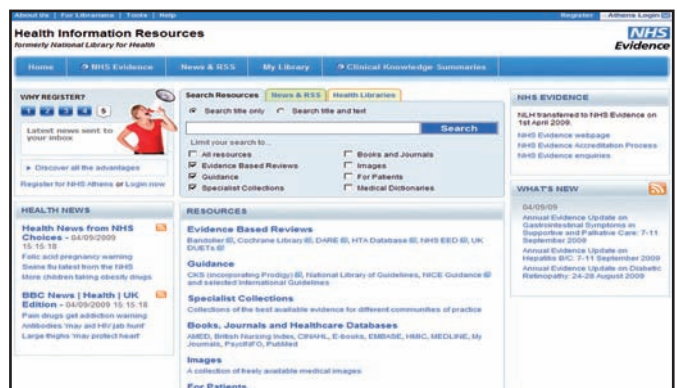 About Us | For Librarians | Tools | Help
Register Athens Login
Health Information Resources
formerly National Library for Health
NHS
Evidence
Home NHS Evidence News & RSS My Library Clinical Knowledge Summaries
WHY REGISTER?
1 2 3 4 5
Latest news sent to
your inbox
Discover all the advantages
Register for NHS Athens or Login now
HEALTH NEWS
Health News from NHS
Choices - 04/09/2009
15:15:18
Folic acid pregnancy warning
Swine flu latest from the NHS
More children taking obesity drugs
BBC News | Health | UK
Edition - 04/09/2009 15:15:18
Pain drugs get addiction warning
Antibodies 'may aid HIV jab hunt'
Large thighs 'may protect heart'
Search Resources News & RSS Health Libraries
Search title only Search title and text
Search
Limit your search to...
All resources Books and Journals
Evidence Based Reviews Images
Guidance For Patients
Specialist Collections Medical Dictionaries
RESOURCES
Evidence Based Reviews
Bandolier, Cochrane Library, DARE, HTA Database, NHS EED, UK
DUETs
Guidance
CKS (incorporating Prodigy), National Library of Guidelines, NICE Guidance
and selected International Guidelines
Specialist Collections
Collections of the best available evidence for different communities of practice
Books, Journals and Healthcare Databases
AMED, British Nursing Index, CINAHL, E-books, EMBASE, HMIC, MEDLINE, My
Journals, PsycINFO, PubMed
Images
A collection of freely available medical images
For Patients
NHS EVIDENCE
NLH transferred to NHS Evidence on
1st April 2009.
NHS Evidence webpage
NHS Evidence Accreditation Process
NHS Evidence enquiries
WHAT'S NEW
04/09/09
Annual Evidence Update on
Gastrointestinal Symptoms in
Supportive and Palliative Care: 7-11
September 2009
Annual Evidence Update on
Hepatitis B/C: 7-11 September 2009
Annual Evidence Update on Diabetic
Retinopathy: 24-28 August 2009